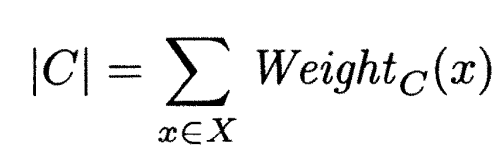 |C| = ∑_{x∈X} Weight_C(x)